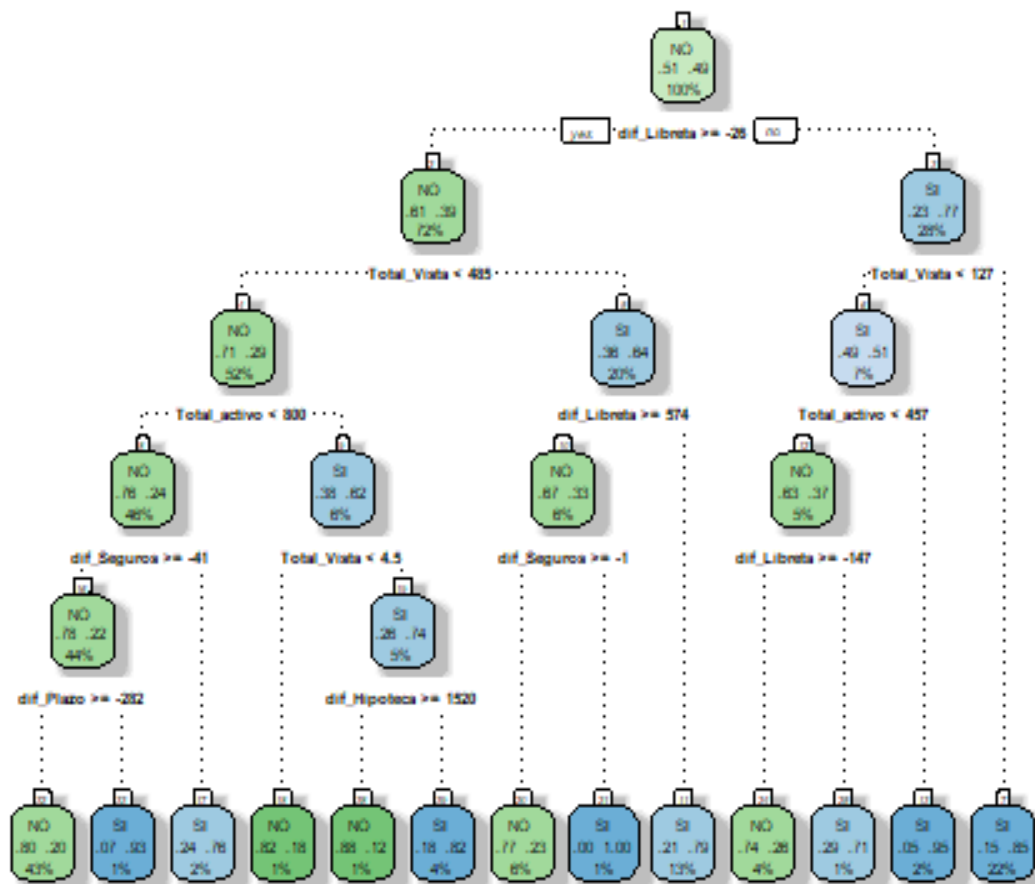 NO
.51 .49
100%
yes dif_Libreta >= -26 no
NO
.61 .39
72%
SI
.23 .77
28%
Total_Vista < 485
Total_Vista < 127
NO
.71 .29
52%
SI
.36 .64
20%
SI
.49 .51
7%
Total_activo < 800
dif_Libreta >= 574
Total_activo < 457
NO
.76 .24
46%
SI
.38 .62
6%
NO
.67 .33
6%
NO
.63 .37
5%
dif_Seguros >= -41
Total_Vista < 4.5
dif_Seguros >= -1
dif_Libreta >= -147
NO
.78 .22
44%
SI
.26 .74
5%
dif_Plazo >= -282
dif_Hipoteca >= 1520
NO
.80 .20
43%
SI
.07 .93
1%
SI
.24 .76
2%
NO
.82 .18
1%
NO
.88 .12
1%
SI
.18 .82
4%
NO
.77 .23
6%
SI
.00 1.00
1%
SI
.21 .79
13%
NO
.74 .26
4%
SI
.29 .71
1%
SI
.05 .95
2%
SI
.15 .85
22%